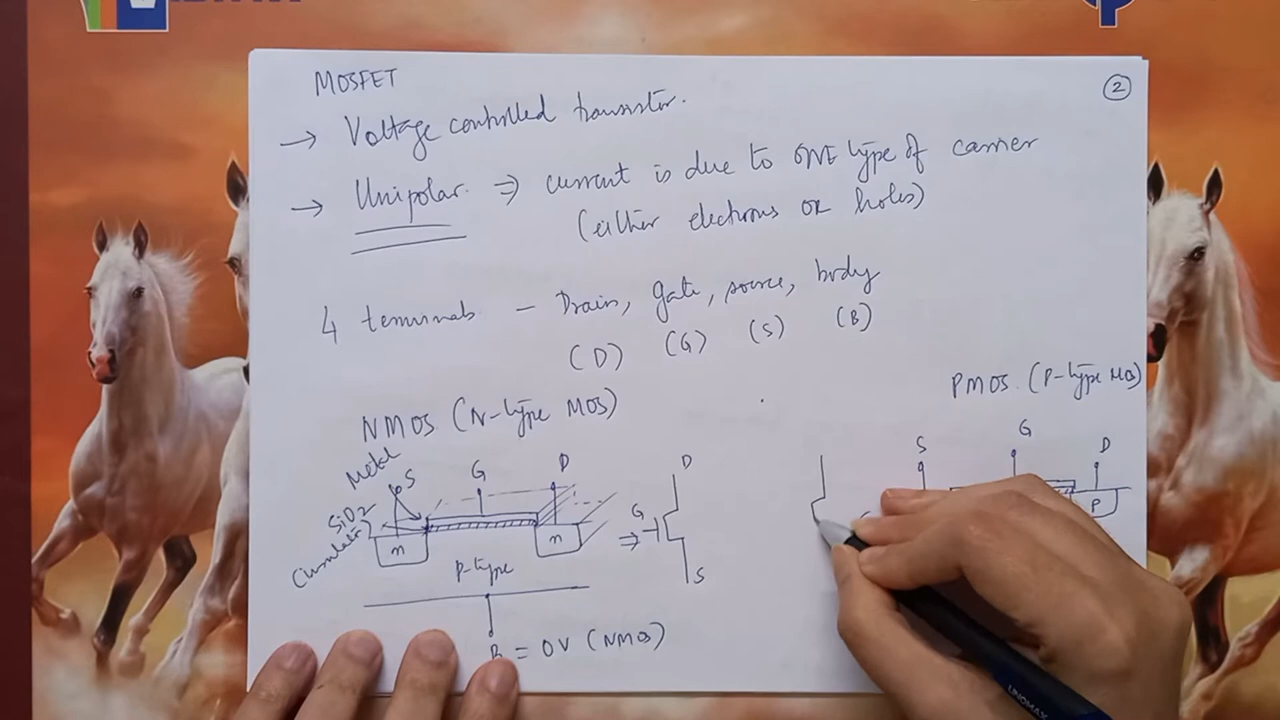 MOSFET
②
→ Voltage controlled transistor.
→ Unipolar. ⇒ current is due to one type of carrier
(either electrons or holes)
4 terminals – Drain, gate, source, body
(D) (G) (S) (B)
NMOS (N-type MOS)
PMOS. (P-type MOS)
Metal
S G D
SiO2
n n
P-type
B = 0V (NMOS)
⇒ G D S
S G D
P
UNOMAX